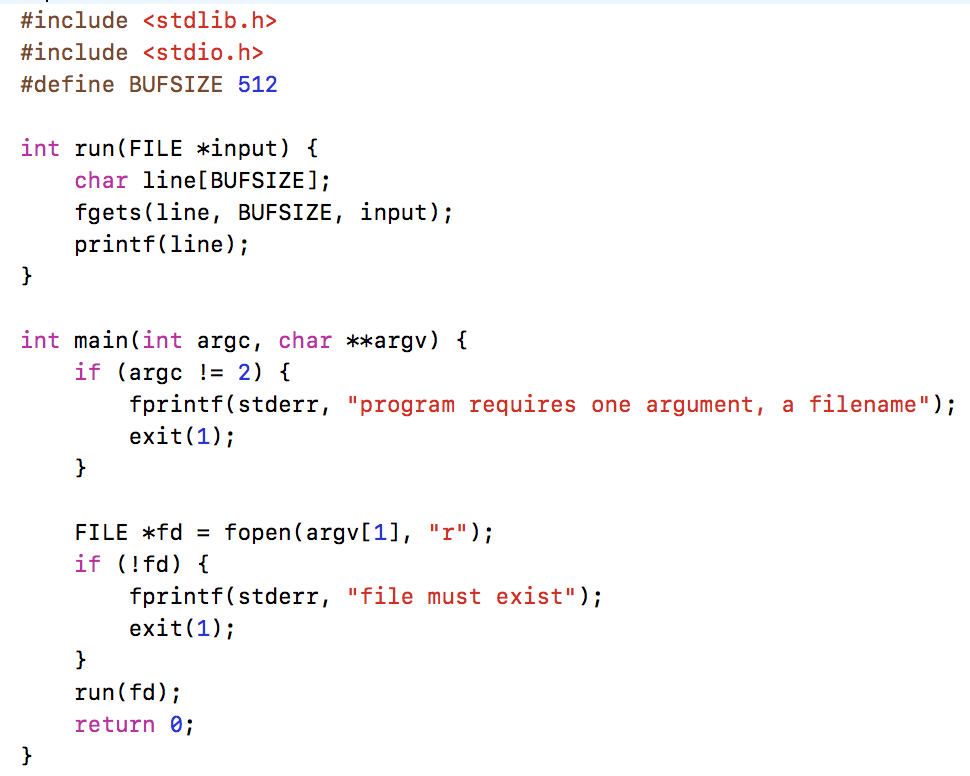 #include <stdlib.h>
#include <stdio.h>
#define BUFSIZE 512

int run(FILE *input) {
    char line[BUFSIZE];
    fgets(line, BUFSIZE, input);
    printf(line);
}

int main(int argc, char **argv) {
    if (argc != 2) {
        fprintf(stderr, "program requires one argument, a filename");
        exit(1);
    }

    FILE *fd = fopen(argv[1], "r");
    if (!fd) {
        fprintf(stderr, "file must exist");
        exit(1);
    }
    run(fd);
    return 0;
}